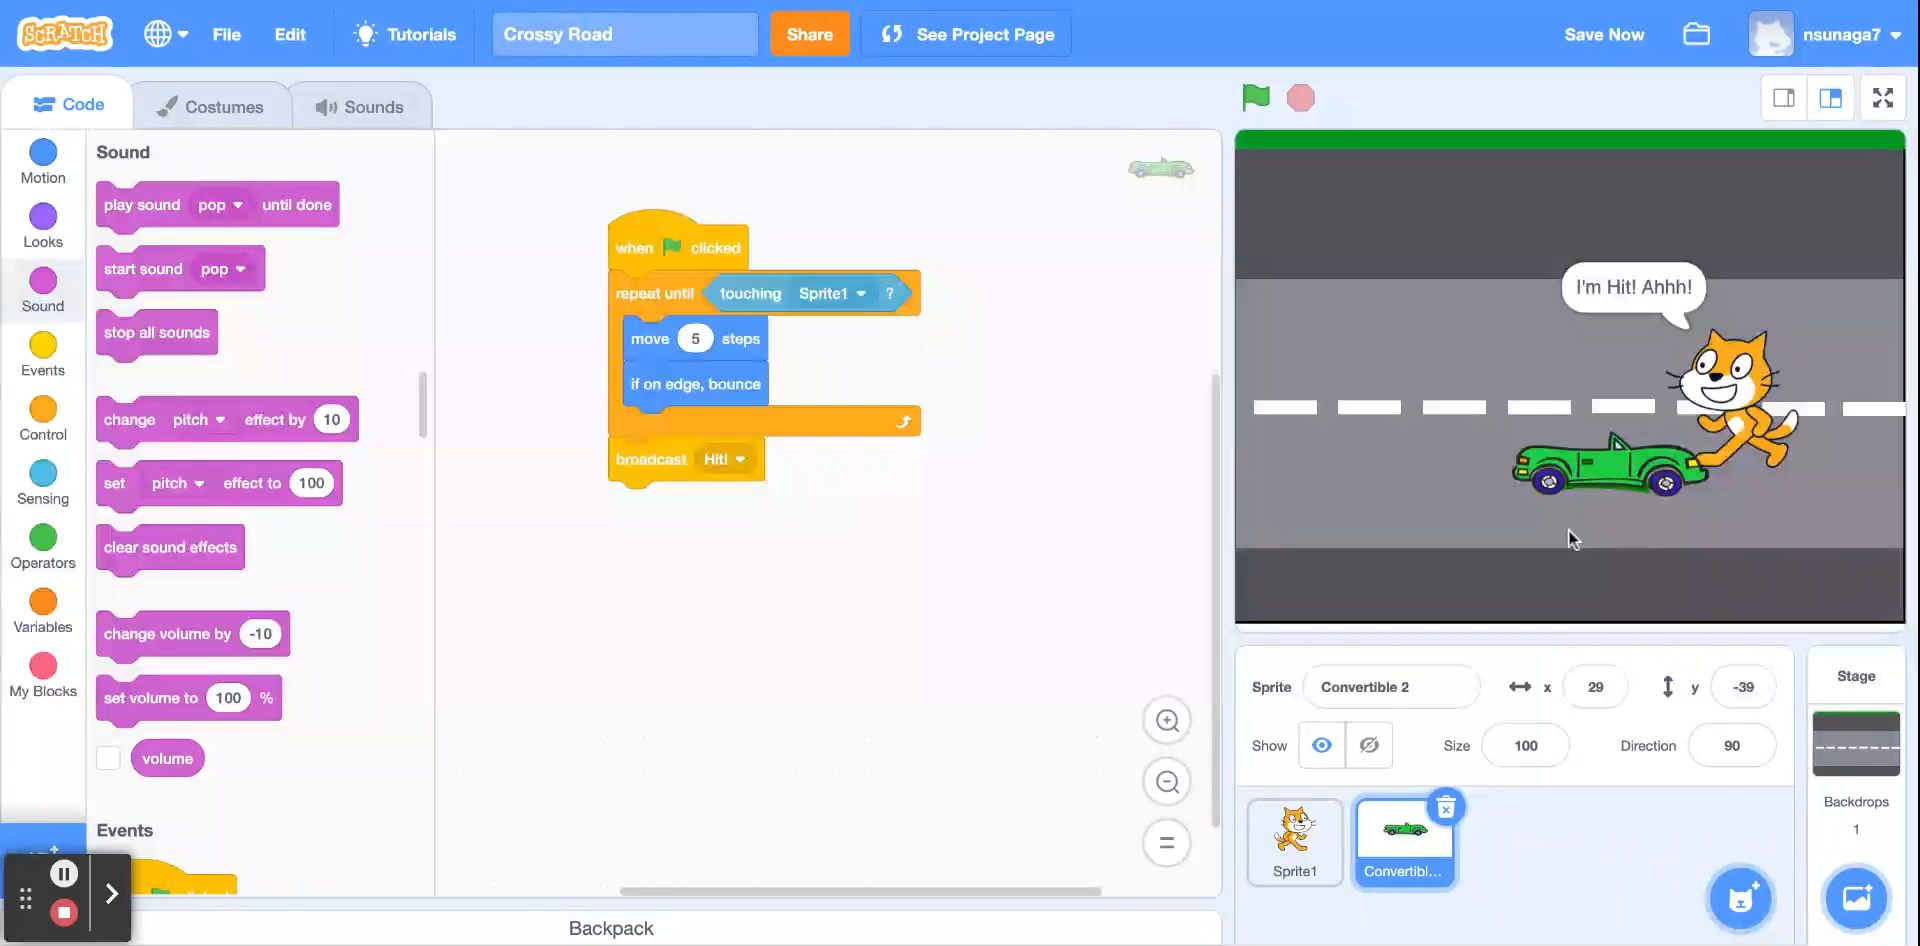 SCRATCH File Edit Tutorials Crossy Road Share See Project Page Save Now nsunaga7
Code Costumes Sounds
Motion
Looks
Sound
Events
Control
Sensing
Operators
Variables
My Blocks
Sound
play sound pop until done
start sound pop
stop all sounds
change pitch effect by 10
set pitch effect to 100
clear sound effects
change volume by -10
set volume to 100 %
volume
Events
when clicked
repeat until touching Sprite1 ?
move 5 steps
if on edge, bounce
broadcast Hit!
Backpack
I'm Hit! Ahhh!
Sprite Convertible 2 x 29 y -39
Show Size 100 Direction 90
Sprite1
Convertibl...
Stage
Backdrops
1